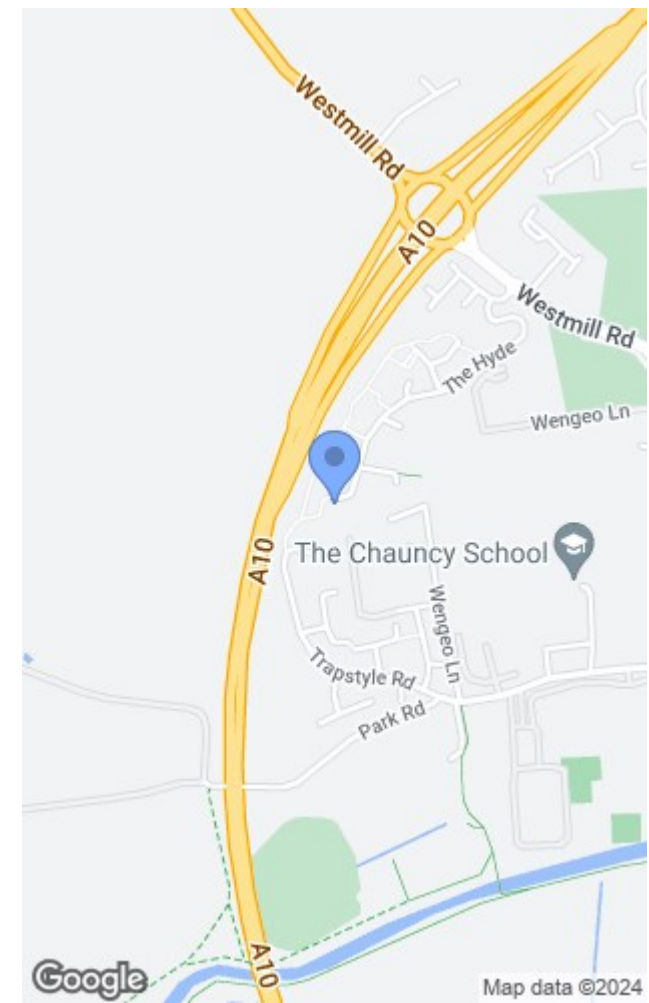 Westmill Rd
A10
Westmill Rd
The Hyde
Wengeo Ln
A10
The Chauncy School
Wengeo Ln
Trapstyle Rd
Park Rd
A10
Google
Map data ©2024